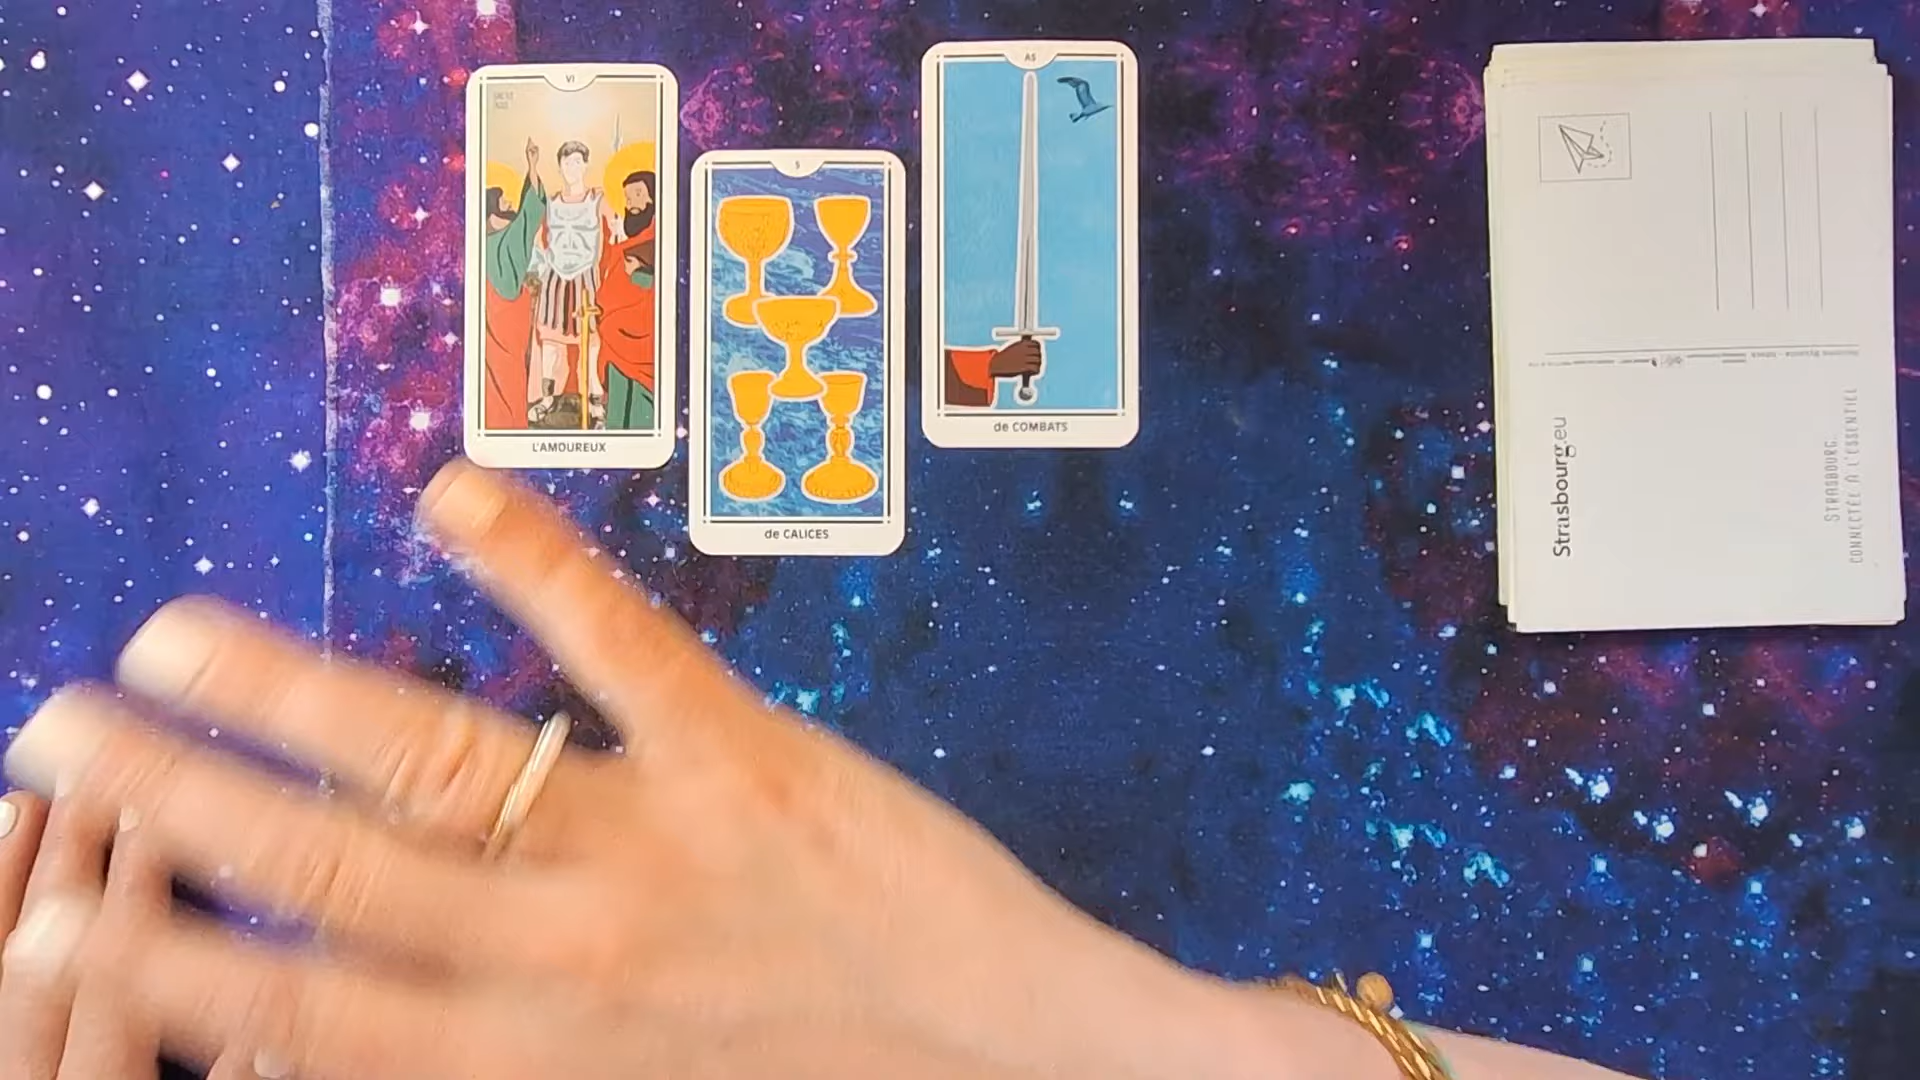 VI
L'AMOUREUX
5
de CALICES
AS
de COMBATS
Strasbourg.eu
STRASBOURG,
CONNECTÉE À L'ESSENTIEL